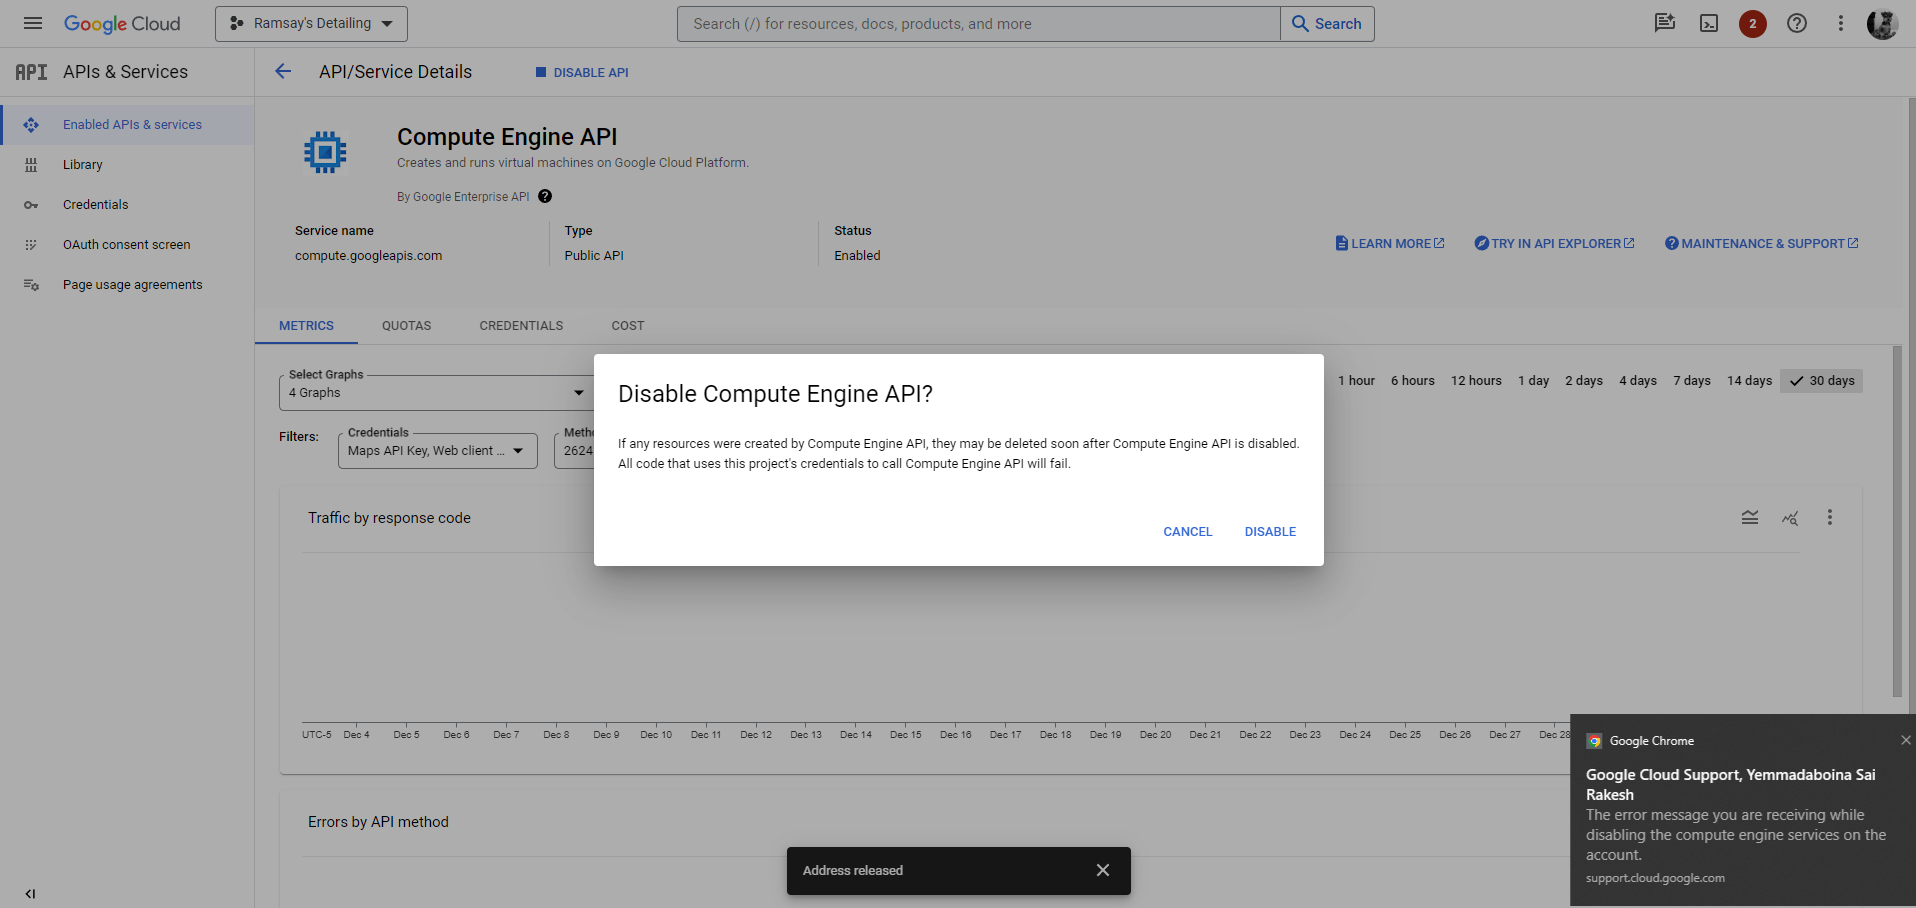 Google Cloud
Ramsay's Detailing
Search (/) for resources, docs, products, and more
Search
2
API
APIs & Services
API/Service Details
DISABLE API
Enabled APIs & services
Library
Credentials
OAuth consent screen
Page usage agreements
Compute Engine API
Creates and runs virtual machines on Google Cloud Platform.
By Google Enterprise API
Service name
compute.googleapis.com
Type
Public API
Status
Enabled
LEARN MORE
TRY IN API EXPLORER
MAINTENANCE & SUPPORT
METRICS
QUOTAS
CREDENTIALS
COST
Select Graphs
4 Graphs
1 hour
6 hours
12 hours
1 day
2 days
4 days
7 days
14 days
30 days
Filters:
Credentials
Maps API Key, Web client ...
Metho
2624
Disable Compute Engine API?
If any resources were created by Compute Engine API, they may be deleted soon after Compute Engine API is disabled.
All code that uses this project's credentials to call Compute Engine API will fail.
CANCEL
DISABLE
Traffic by response code
UTC-5 Dec 4 Dec 5 Dec 6 Dec 7 Dec 8 Dec 9 Dec 10 Dec 11 Dec 12 Dec 13 Dec 14 Dec 15 Dec 16 Dec 17 Dec 18 Dec 19 Dec 20 Dec 21 Dec 22 Dec 23 Dec 24 Dec 25 Dec 26 Dec 27 Dec 28
Errors by API method
Address released
Google Chrome
Google Cloud Support, Yemmadaboina Sai
Rakesh
The error message you are receiving while
disabling the compute engine services on the
account.
support.cloud.google.com